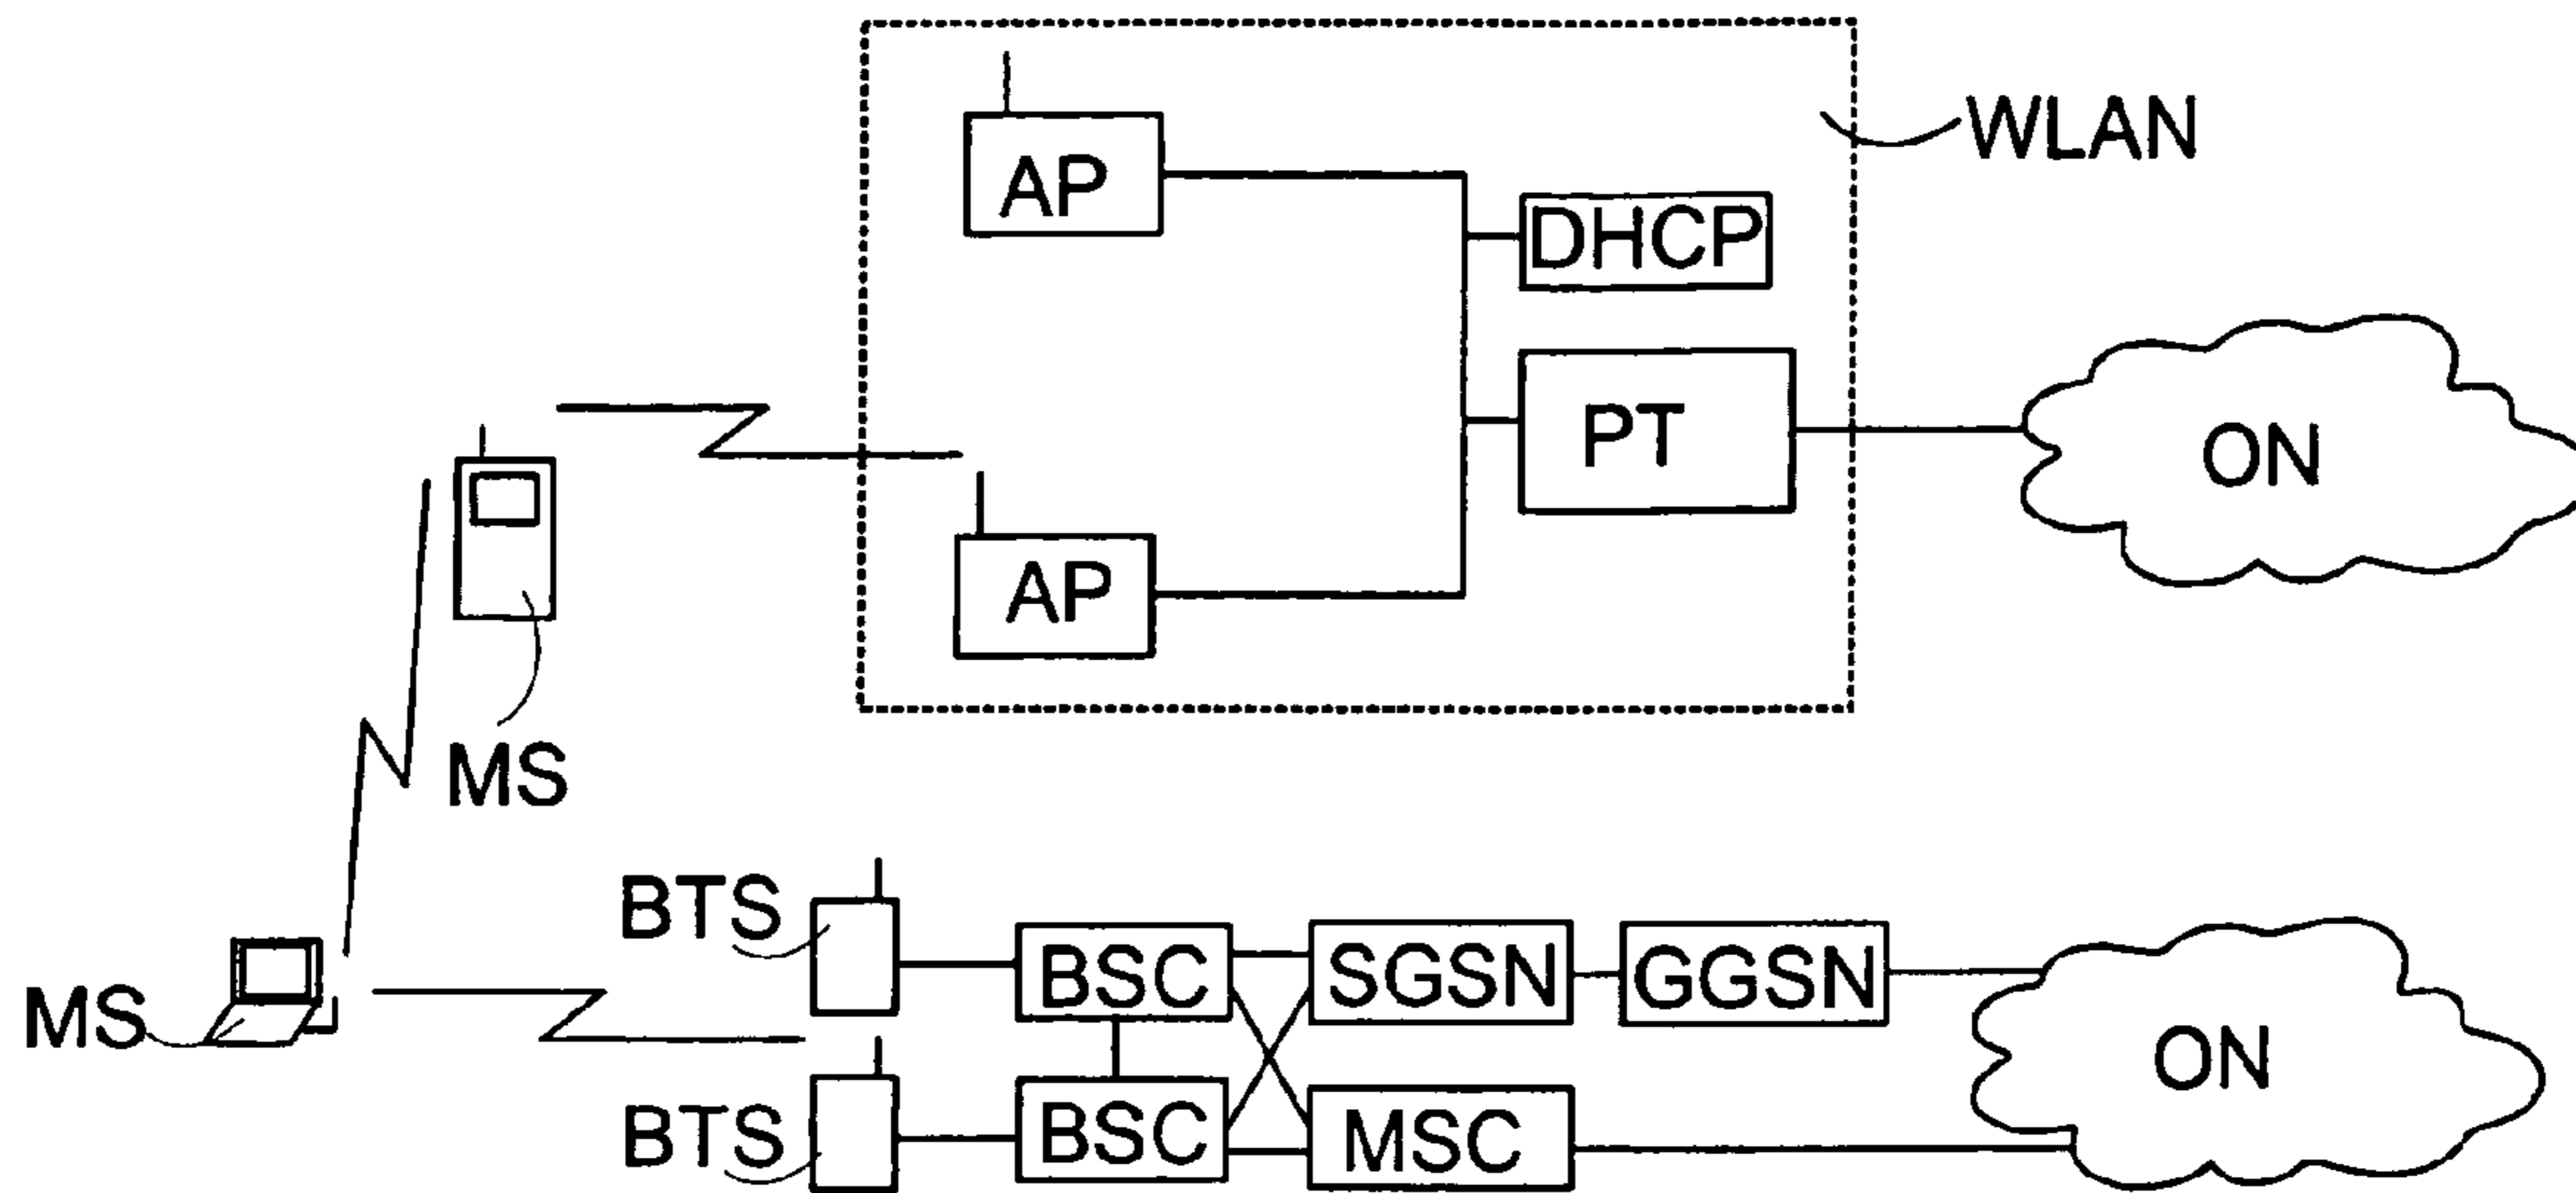 AP
WLAN
DHCP
PT
ON
AP
MS
BTS
BSC
SGSN
GGSN
MS
ON
BTS
BSC
MSC